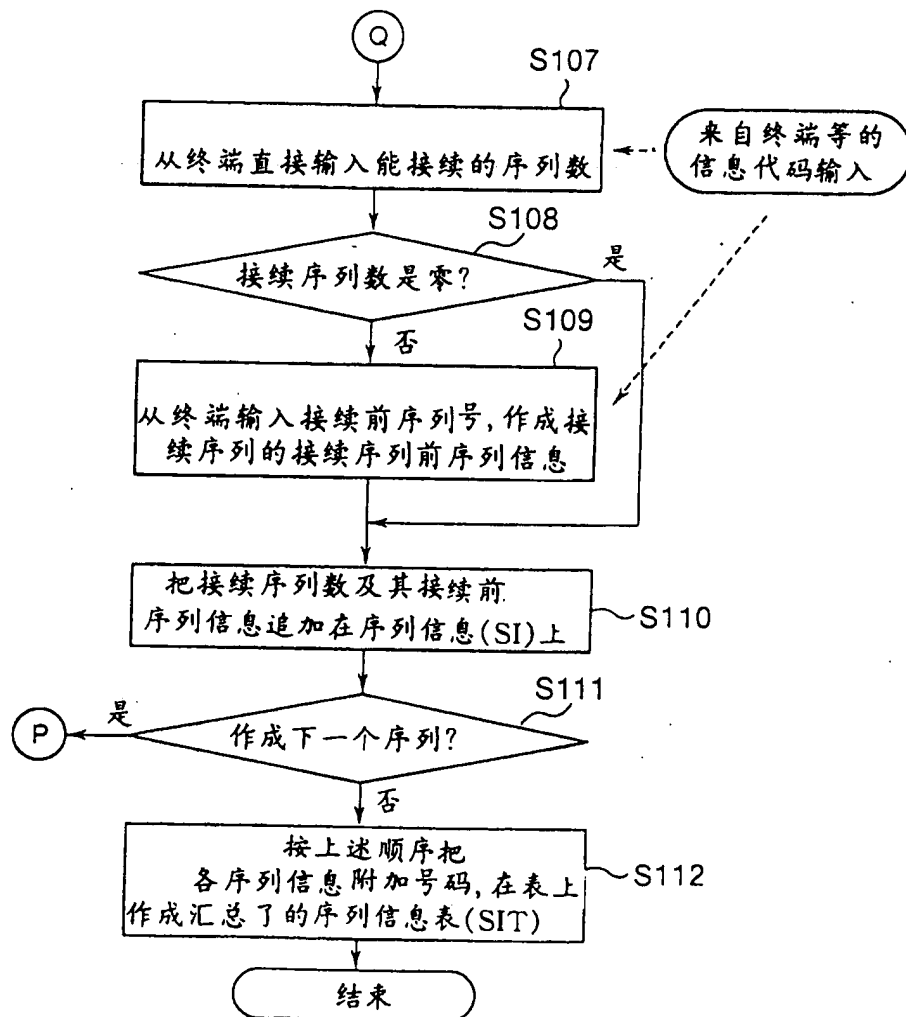 Q
S107
从终端直接输入能接续的序列数
来自终端等的
信息代码输入
S108
接续序列数是零?
是
否
S109
从终端输入接续前序列号,作成接
续序列的接续序列前序列信息
把接续序列数及其接续前
序列信息追加在序列信息(SI)上
S110
S111
作成下一个序列?
是
P
否
按上述顺序把
各序列信息附加号码,在表上
作成汇总了的序列信息表(SIT)
S112
结束